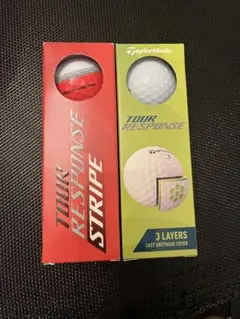 TOUR
RESPONSE
STRIPE
TaylorMade
TOUR
RESPONSE
3 LAYERS
CAST URETHANE COVER